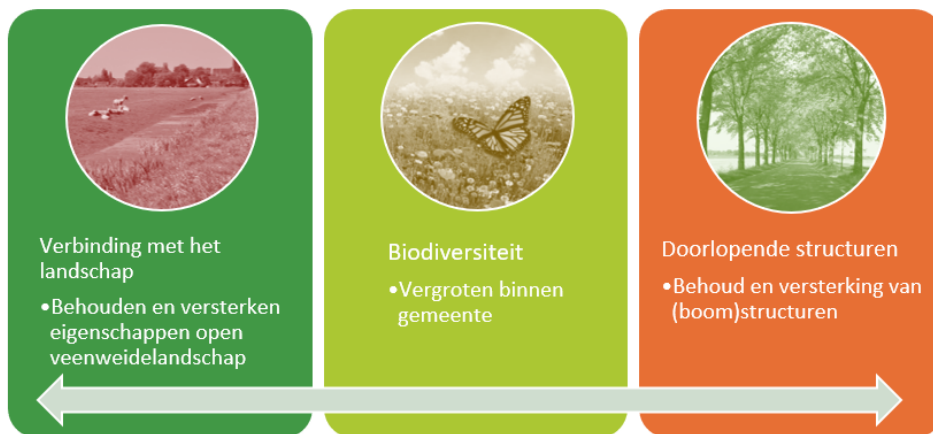 Verbinding met het
landschap
•Behouden en versterken
eigenschappen open
veenweidelandschap
Biodiversiteit
•Vergroten binnen
gemeente
Doorlopende structuren
•Behoud en versterking van
(boom)structuren